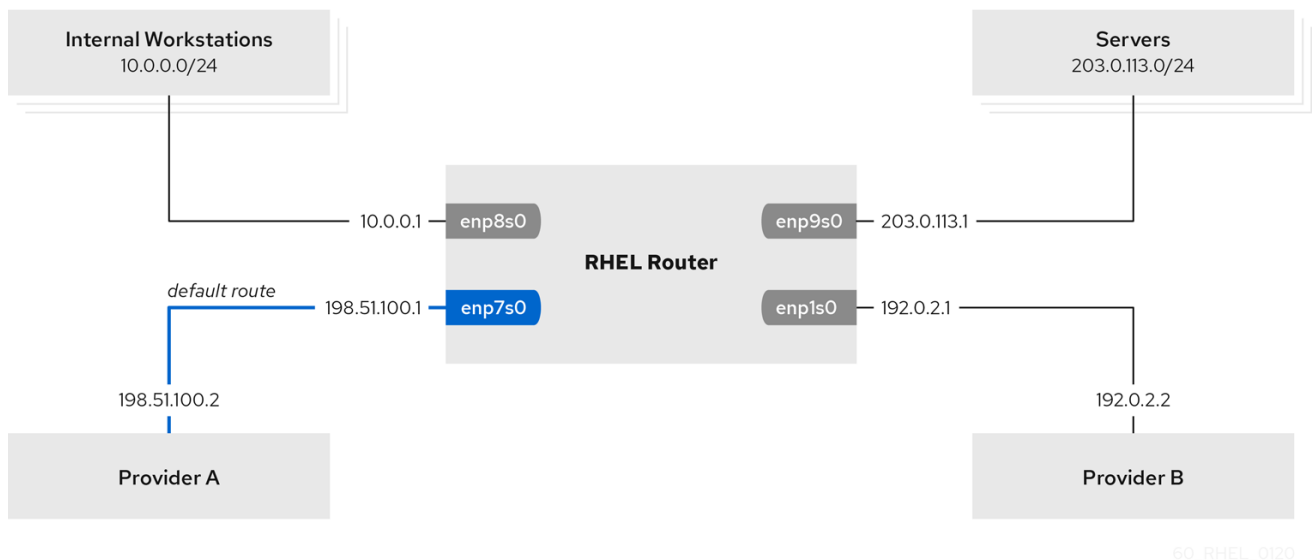 Internal Workstations
10.0.0.0/24
Servers
203.0.113.0/24
10.0.0.1
enp8s0
enp9s0
203.0.113.1
RHEL Router
default route
198.51.100.1
enp7s0
enp1s0
192.0.2.1
198.51.100.2
192.0.2.2
Provider A
Provider B
60_RHEL_0120